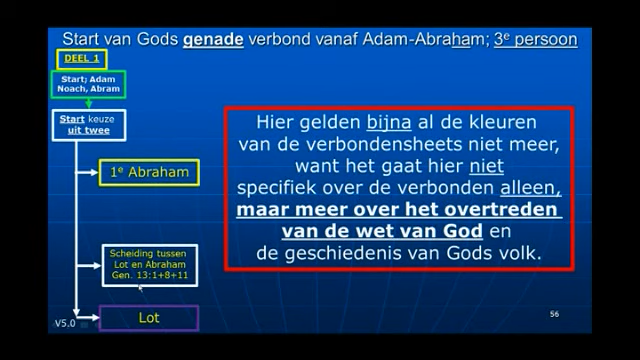 Start van Gods genade verbond vanaf Adam-Abraham; 3e persoon
DEEL 1
Start; Adam
Noach, Abram
Start keuze
uit twee
1e Abraham
Scheiding tussen
Lot en Abraham
Gen. 13:1+8+11
Lot
V5.0
Hier gelden bijna al de kleuren
van de verbondensheets niet meer,
want het gaat hier niet
specifiek over de verbonden alleen,
maar meer over het overtreden
van de wet van God en
de geschiedenis van Gods volk.
56